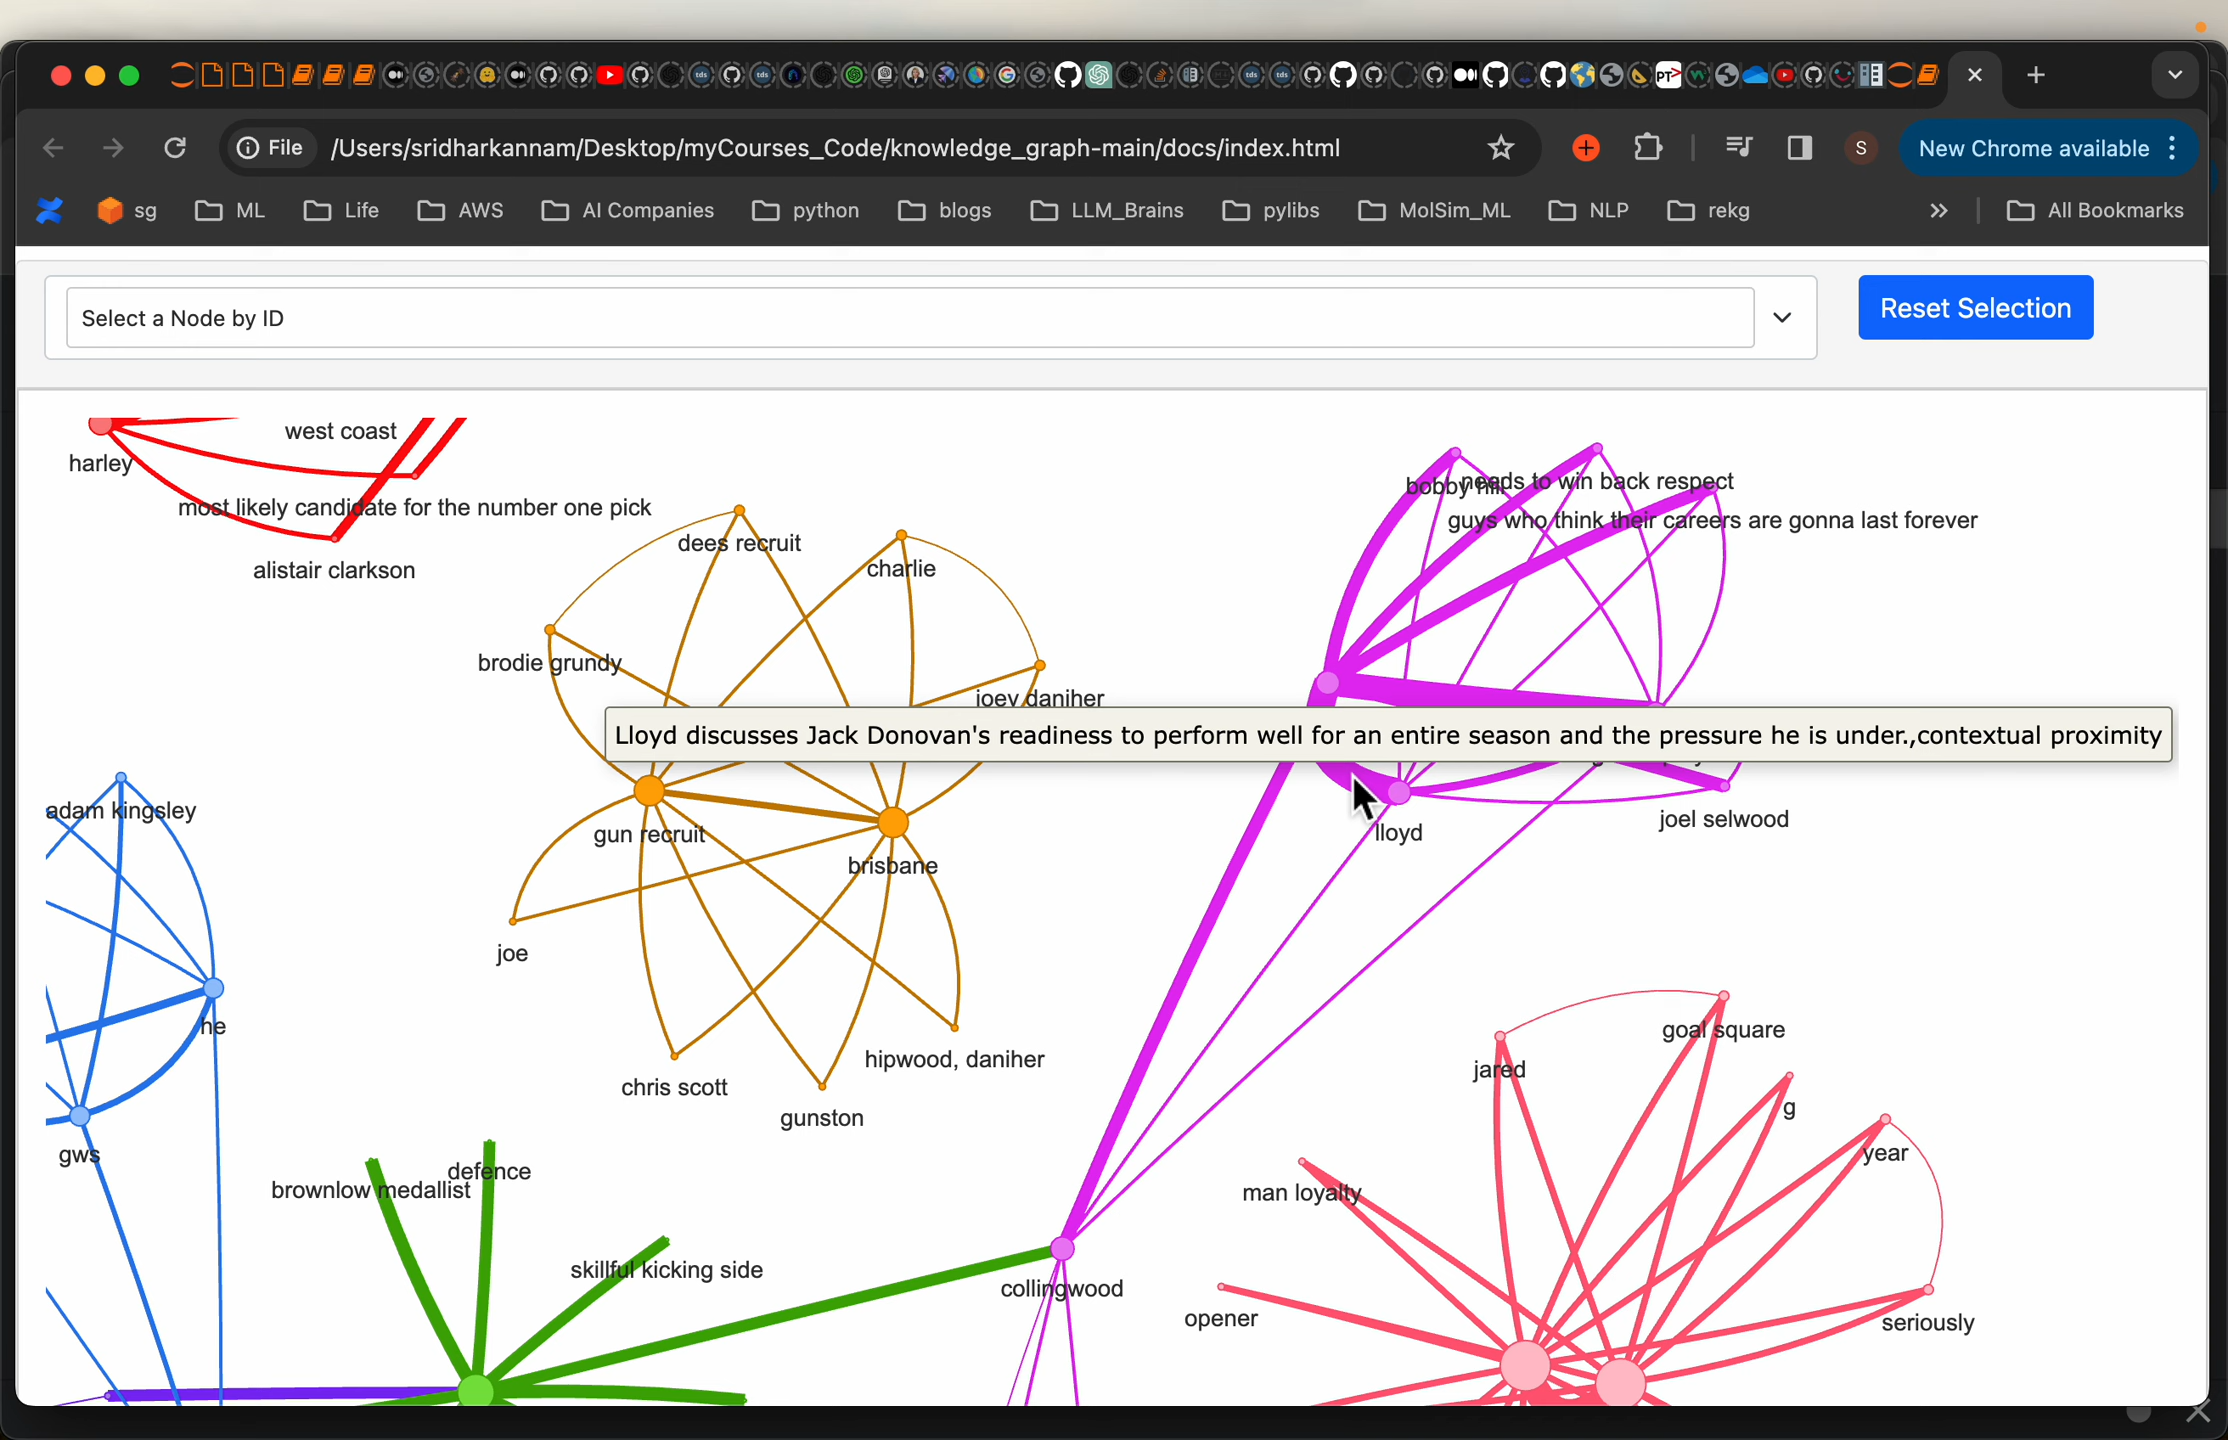 File
/Users/sridharkannam/Desktop/myCourses_Code/knowledge_graph-main/docs/index.html
S
New Chrome available
sg
ML
Life
AWS
AI Companies
python
blogs
LLM_Brains
pylibs
MolSim_ML
NLP
rekg
All Bookmarks
Select a Node by ID
Reset Selection
west coast
harley
bobby hill
needs to win back respect
most likely candidate for the number one pick
guys who think their careers are gonna last forever
dees recruit
charlie
alistair clarkson
brodie grundy
joey daniher
Lloyd discusses Jack Donovan's readiness to perform well for an entire season and the pressure he is under.,contextual proximity
adam kingsley
joel selwood
gun recruit
lloyd
brisbane
joe
he
goal square
hipwood, daniher
jared
chris scott
g
gunston
gws
year
defence
brownlow medallist
man loyalty
skillful kicking side
collingwood
opener
seriously